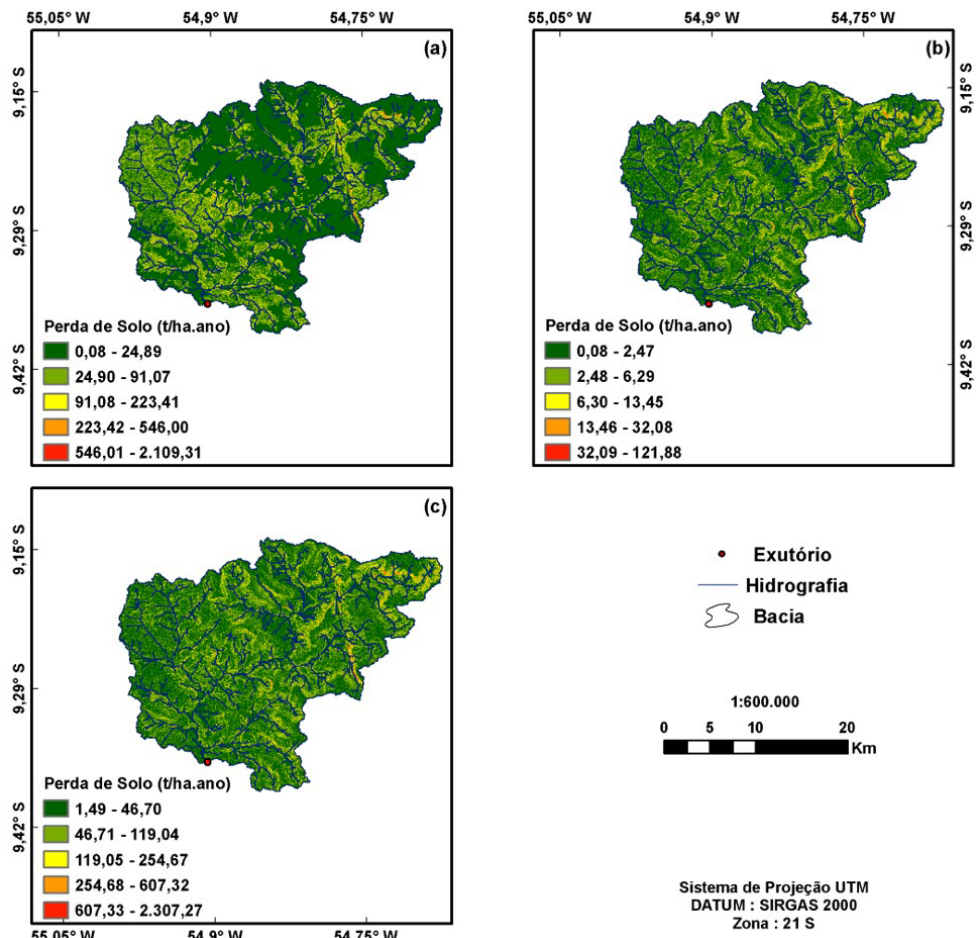 55,05° W 54,9° W 54,75° W
(a)
9,15° S
9,29° S
9,42° S
Perda de Solo (t/ha.ano)
0,08 - 24,89
24,90 - 91,07
91,08 - 223,41
223,42 - 546,00
546,01 - 2.109,31
55,05° W 54,9° W 54,75° W
(b)
9,15° S
9,29° S
9,42° S
Perda de Solo (t/ha.ano)
0,08 - 2,47
2,48 - 6,29
6,30 - 13,45
13,46 - 32,08
32,09 - 121,88
(c)
9,15° S
9,29° S
9,42° S
Perda de Solo (t/ha.ano)
1,49 - 46,70
46,71 - 119,04
119,05 - 254,67
254,68 - 607,32
607,33 - 2.307,27
55,05° W 54,9° W 54,75° W
Exutório
Hidrografia
Bacia
1:600.000
0 5 10 20
Km
Sistema de Projeção UTM
DATUM : SIRGAS 2000
Zona : 21 S